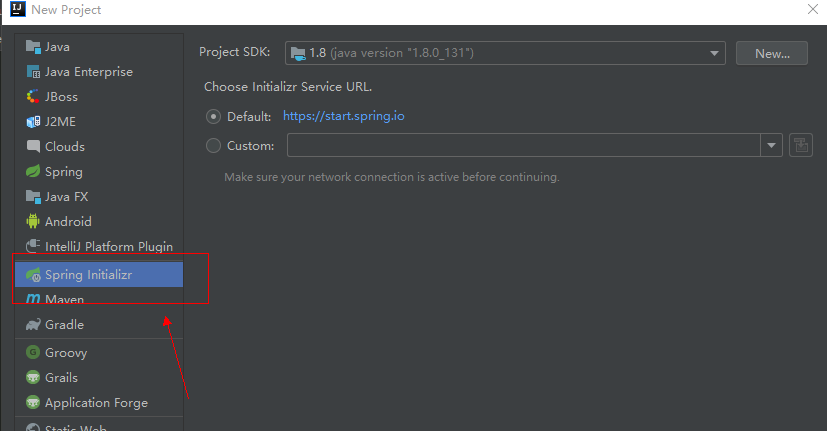 New Project
Java
Java Enterprise
JBoss
J2ME
Clouds
Spring
Java FX
Android
IntelliJ Platform Plugin
Spring Initializr
Maven
Gradle
Groovy
Grails
Application Forge
Static Web
Project SDK: 1.8 (java version "1.8.0_131") New...
Choose Initializr Service URL.
Default: https://start.spring.io
Custom:
Make sure your network connection is active before continuing.